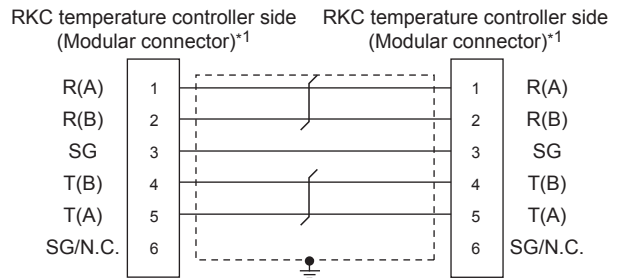 RKC temperature controller side RKC temperature controller side
(Modular connector)*1 (Modular connector)*1
R(A) 1 1 R(A)
R(B) 2 2 R(B)
SG 3 3 SG
T(B) 4 4 T(B)
T(A) 5 5 T(A)
SG/N.C. 6 6 SG/N.C.